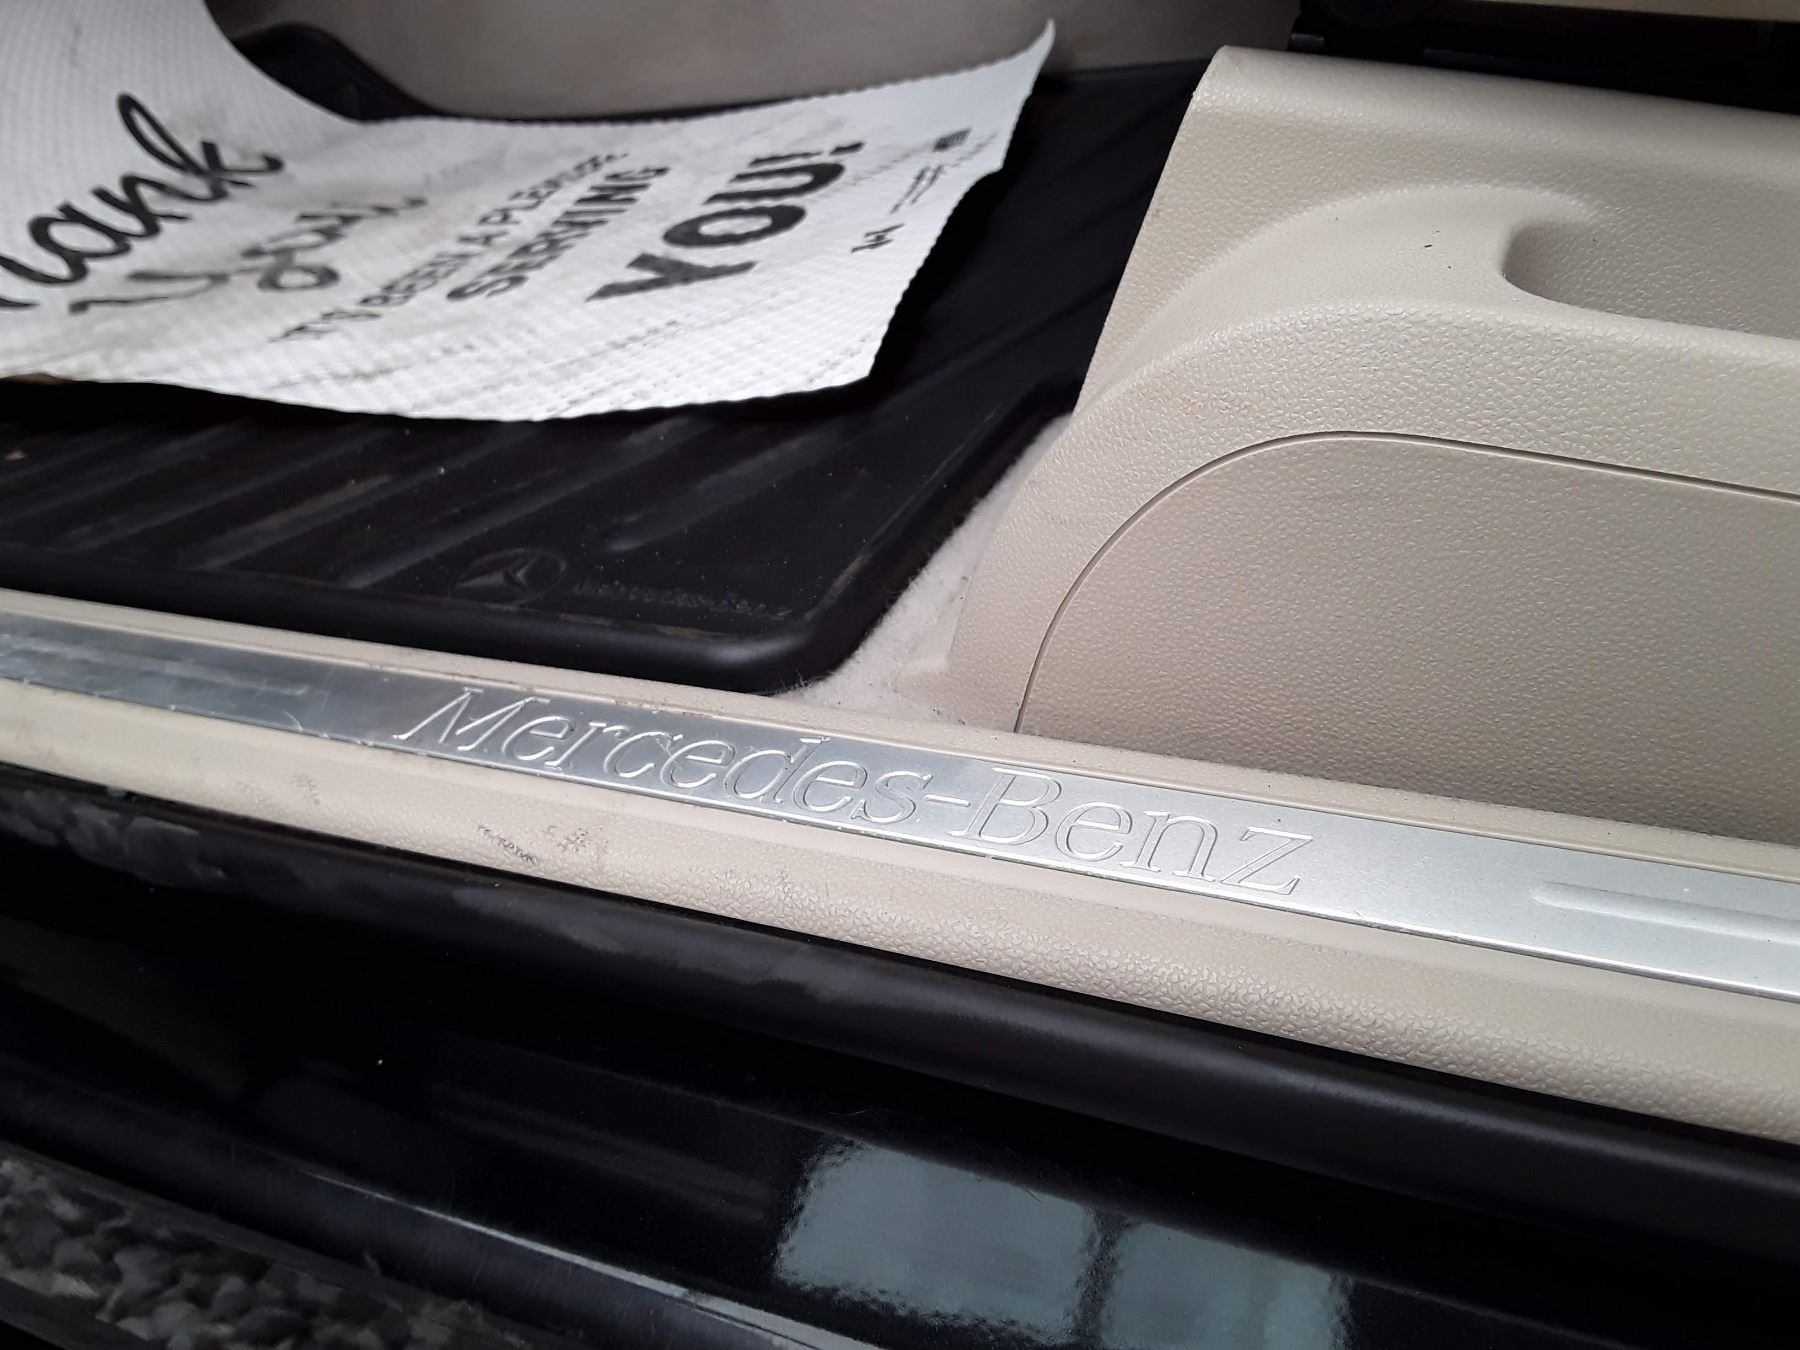 Thank
You!
IT'S BEEN A PLEASURE
SERVING
YOU!
Mercedes-Benz
Mercedes-Benz